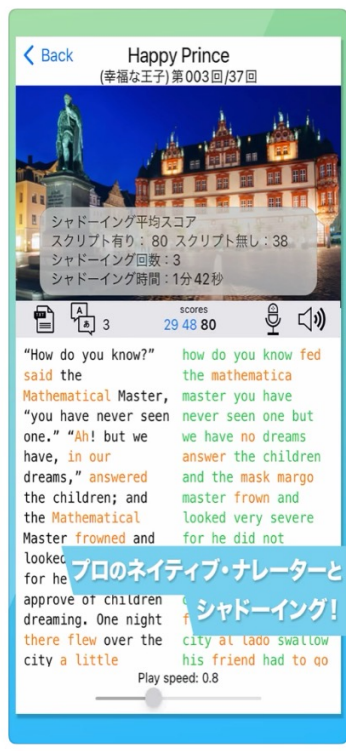 Back
Happy Prince
(幸福な王子)第003回/37回
シャドーイング平均スコア
スクリプト有り：80 スクリプト無し：38
シャドーイング回数：3
シャドーイング時間：1分42秒
A
あ
3
scores
29 48 80
“How do you know?”
said the
Mathematical Master,
“you have never seen
one.” “Ah! but we
have, in our
dreams,” answered
the children; and
the Mathematical
Master frowned and
looked
for he
approve of children
dreaming. One night
there flew over the
city a little
how do you know fed
the mathematica
master you have
never seen one but
we have no dreams
answer the children
and the mask margo
master frown and
looked very severe
for he did not
city al lado swallow
his friend had to go
プロのネイティブ・ナレーターと
シャドーイング！
Play speed: 0.8